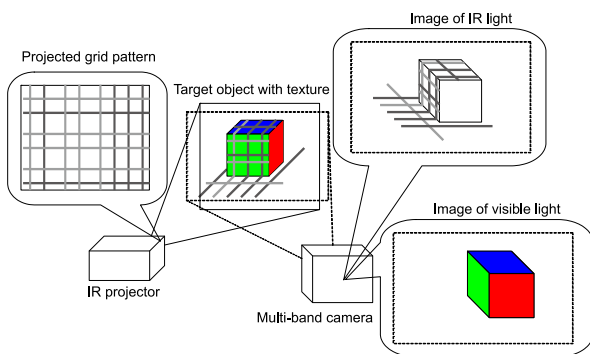 Image of IR light
Projected grid pattern
Target object with texture
Image of visible light
IR projector
Multi-band camera